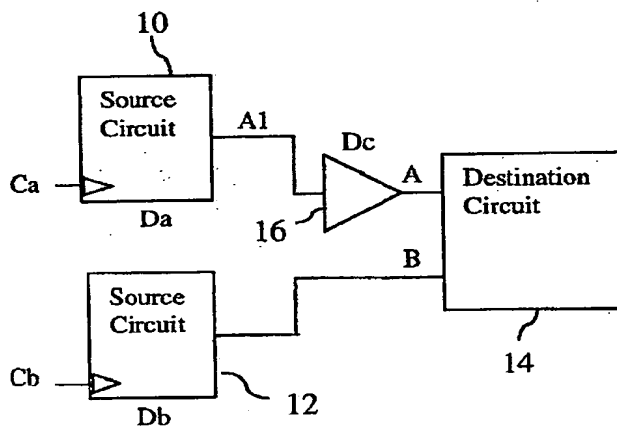 10
Source
Circuit
A1
Dc
Ca
Da
16
A
Destination
Circuit
B
Source
Circuit
14
Cb
12
Db